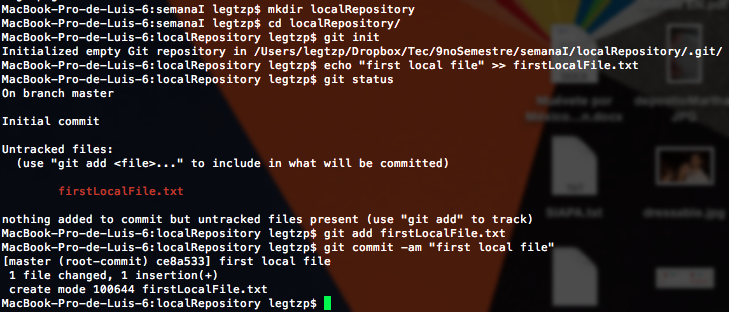 MacBook-Pro-de-Luis-6:semanaI legtzp$ mkdir localRepository
MacBook-Pro-de-Luis-6:semanaI legtzp$ cd localRepository/
MacBook-Pro-de-Luis-6:localRepository legtzp$ git init
Initialized empty Git repository in /Users/legtzp/Dropbox/Tec/9noSemestre/semanaI/localRepository/.git/
MacBook-Pro-de-Luis-6:localRepository legtzp$ echo "first local file" >> firstLocalFile.txt
MacBook-Pro-de-Luis-6:localRepository legtzp$ git status
On branch master
Initial commit
Untracked files:
(use "git add <file>..." to include in what will be committed)
firstLocalFile.txt
nothing added to commit but untracked files present (use "git add" to track)
MacBook-Pro-de-Luis-6:localRepository legtzp$ git add firstLocalFile.txt
MacBook-Pro-de-Luis-6:localRepository legtzp$ git commit -am "first local file"
[master (root-commit) ce8a533] first local file
1 file changed, 1 insertion(+)
create mode 100644 firstLocalFile.txt
MacBook-Pro-de-Luis-6:localRepository legtzp$